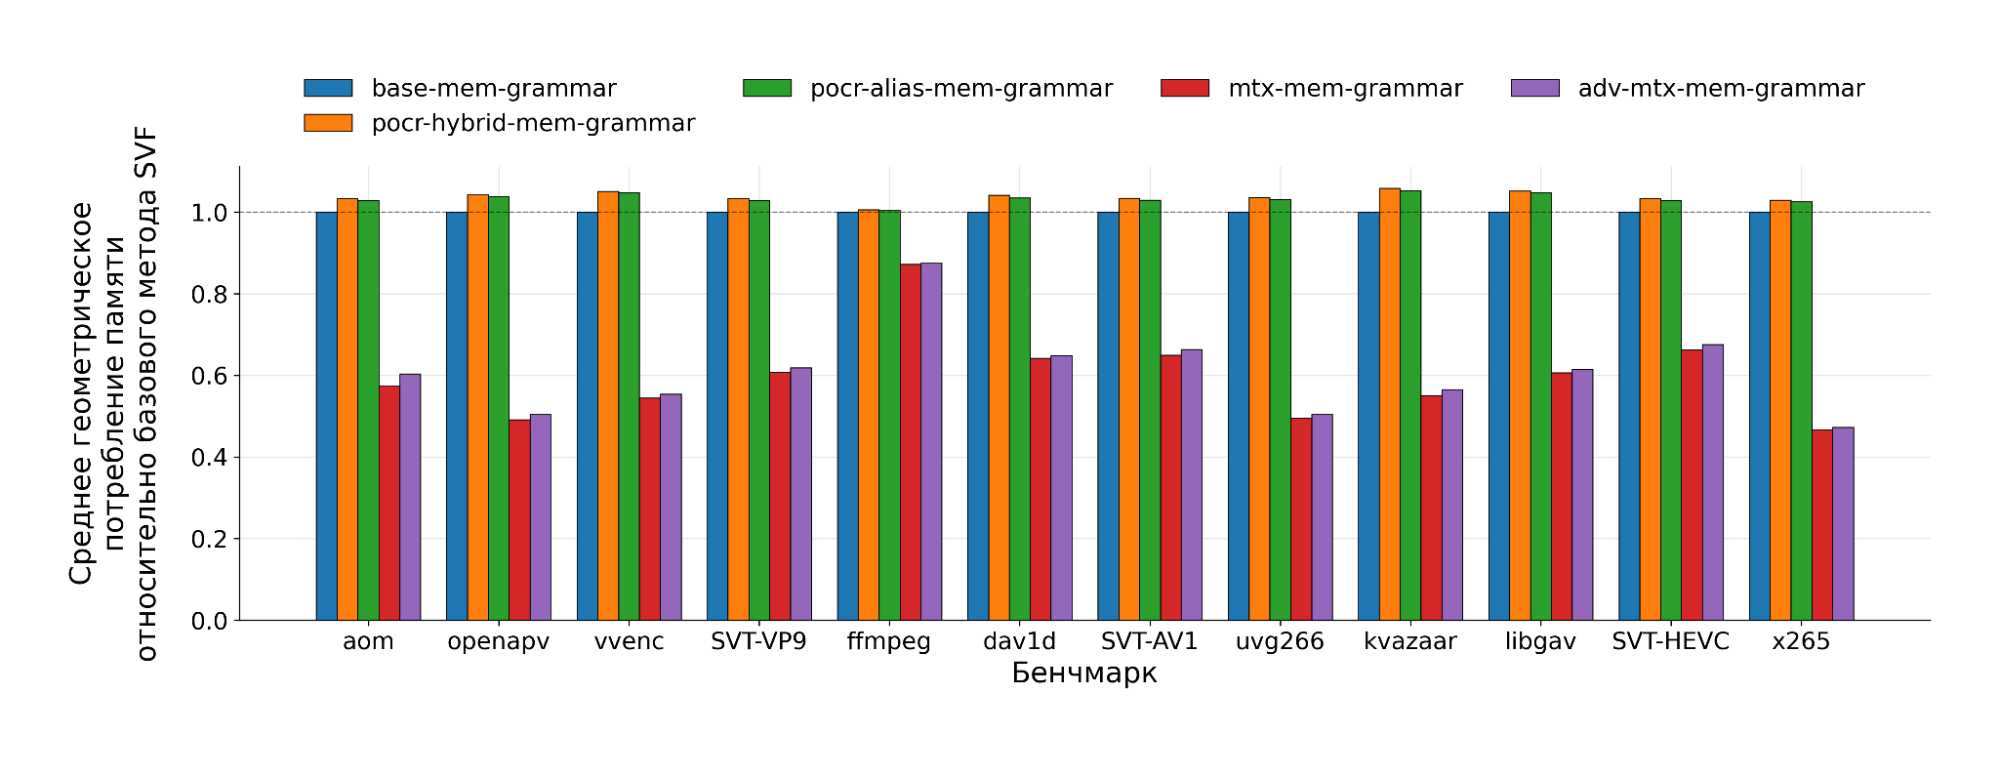 base-mem-grammar
pocr-hybrid-mem-grammar
pocr-alias-mem-grammar
mtx-mem-grammar
adv-mtx-mem-grammar
Среднее геометрическое
потребление памяти
относительно базового метода SVF
1.0
0.8
0.6
0.4
0.2
0.0
aom openapv vvenc SVT-VP9 ffmpeg dav1d SVT-AV1 uvg266 kvazaar libgav SVT-HEVC x265
Бенчмарк